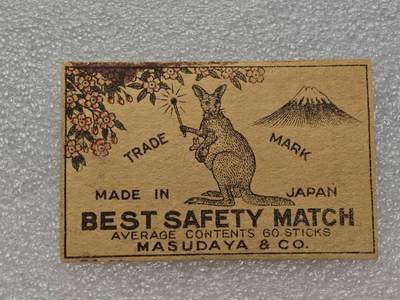 TRADE MARK
MADE IN JAPAN
BEST SAFETY MATCH
AVERAGE CONTENTS 60 STICKS
MASUDAYA & CO.